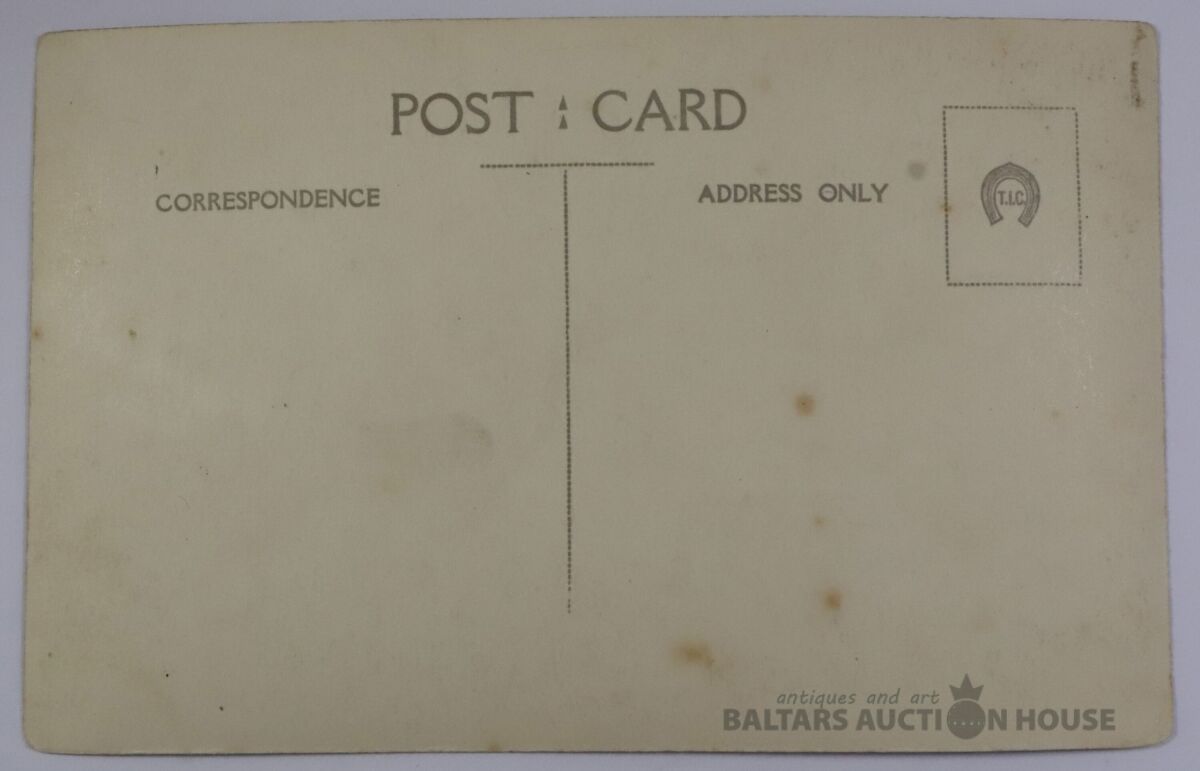 POST : CARD
CORRESPONDENCE
ADDRESS ONLY
T.I.C.
antiques and art
BALTARS AUCTION HOUSE